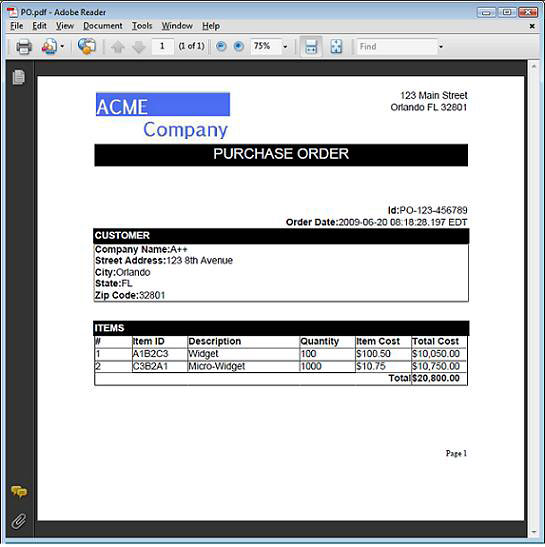 PO.pdf - Adobe Reader
File Edit View Document Tools Window Help
1 (1 of 1) 75% Find
ACME
Company
123 Main Street
Orlando FL 32801
PURCHASE ORDER
Id:PO-123-456789
Order Date:2009-06-20 08:18:28.197 EDT
CUSTOMER
Company Name:A++
Street Address:123 8th Avenue
City:Orlando
State:FL
Zip Code:32801
ITEMS
# Item ID Description Quantity Item Cost Total Cost
1 A1B2C3 Widget 100 $100.50 $10,050.00
2 C3B2A1 Micro-Widget 1000 $10.75 $10,750.00
Total $20,800.00
Page 1